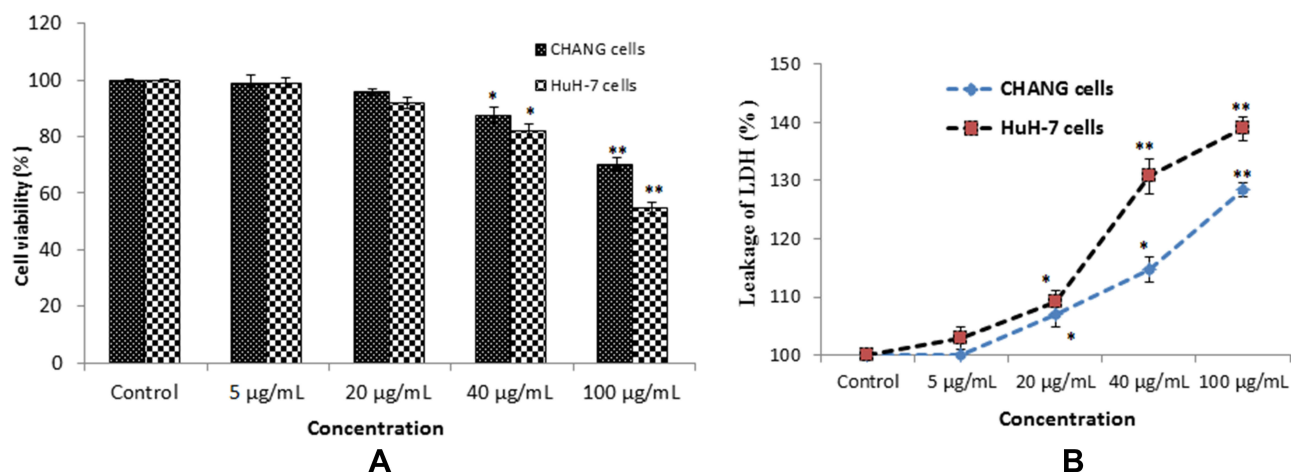 120
100
80
60
40
20
0
Cell viability (%)
CHANG cells
HuH-7 cells
* *
** **
Control 5 µg/mL 20 µg/mL 40 µg/mL 100 µg/mL
Concentration
A
150
140
130
120
110
100
Leakage of LDH (%)
CHANG cells
HuH-7 cells
**
**
**
*
*
*
Control 5 µg/mL 20 µg/mL 40 µg/mL 100 µg/mL
Concentration
B